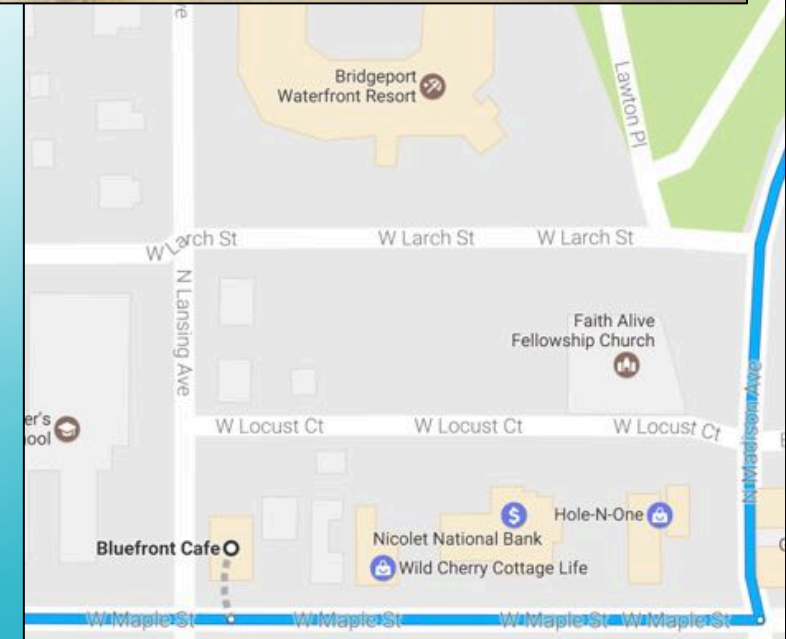 Bridgeport
Waterfront Resort
Lawton Pl
W Larch St
W Larch St
W Larch St
N Lansing Ave
Faith Alive
Fellowship Church
W Locust Ct
W Locust Ct
W Locust Ct
N Madison Ave
Hole-N-One
Nicolet National Bank
Bluefront Cafe
Wild Cherry Cottage Life
W Maple St
W Maple St
W Maple St
W Maple St